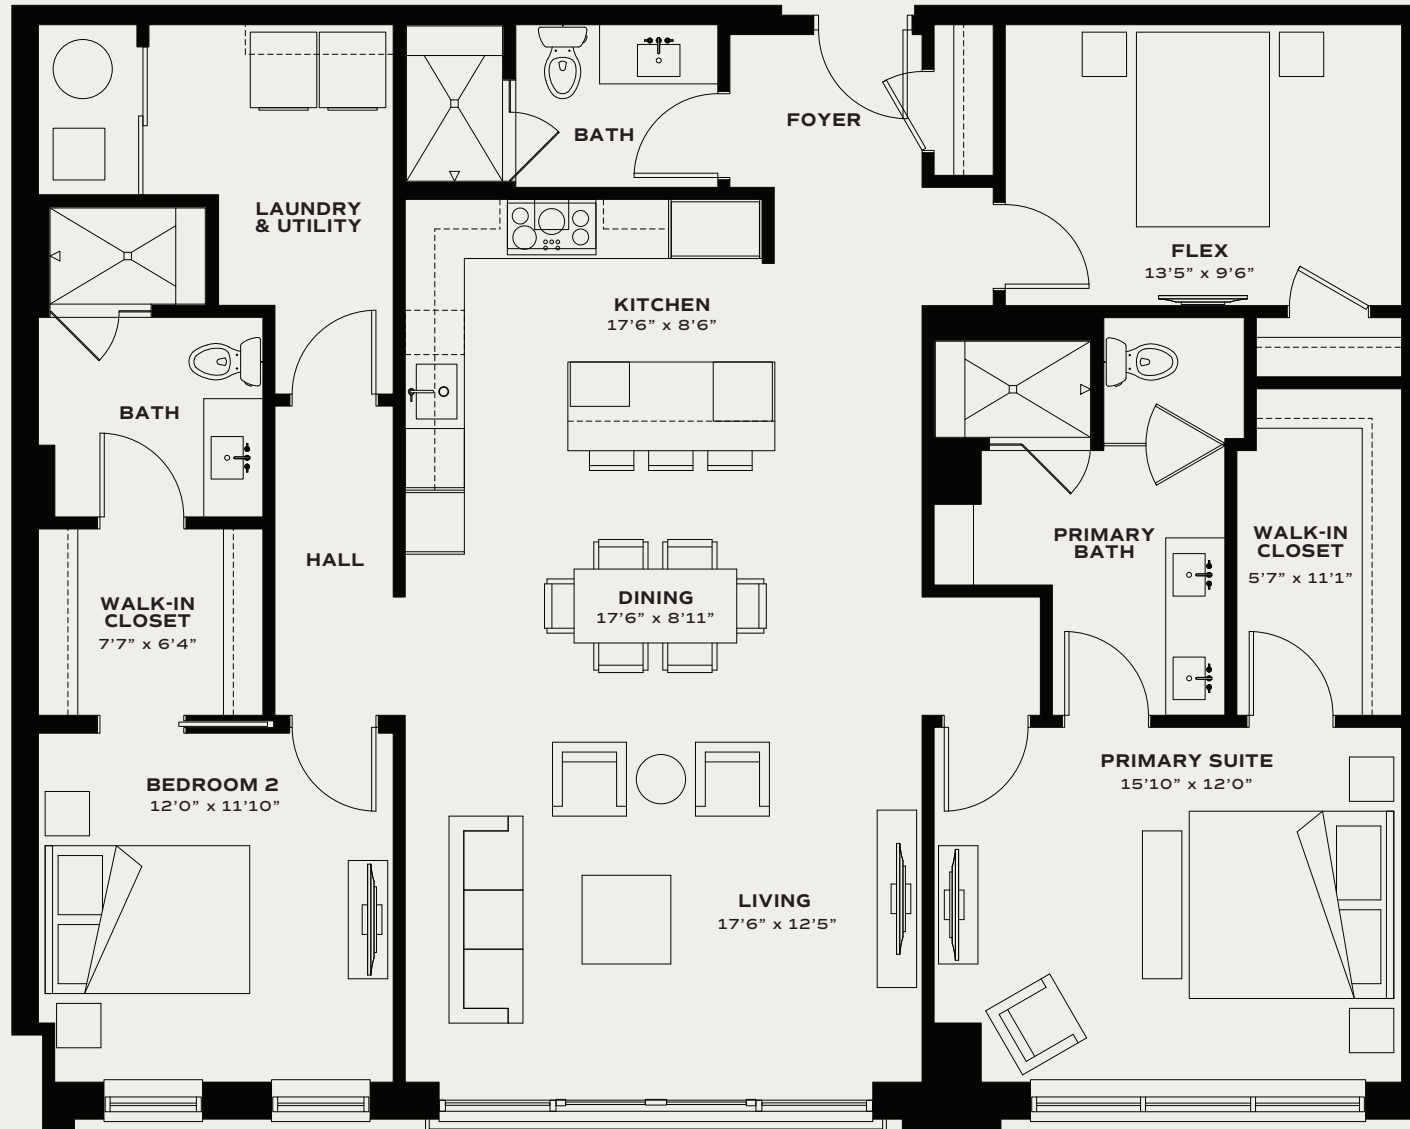 FOYER
BATH
LAUNDRY
& UTILITY
FLEX
13’5” x 9’6”
KITCHEN
17’6” x 8’6”
BATH
PRIMARY
BATH
WALK-IN
CLOSET
5’7” x 11’1”
HALL
DINING
17’6” x 8’11”
WALK-IN
CLOSET
7’7” x 6’4”
PRIMARY SUITE
15’10” x 12’0”
BEDROOM 2
12’0” x 11’10”
LIVING
17’6” x 12’5”